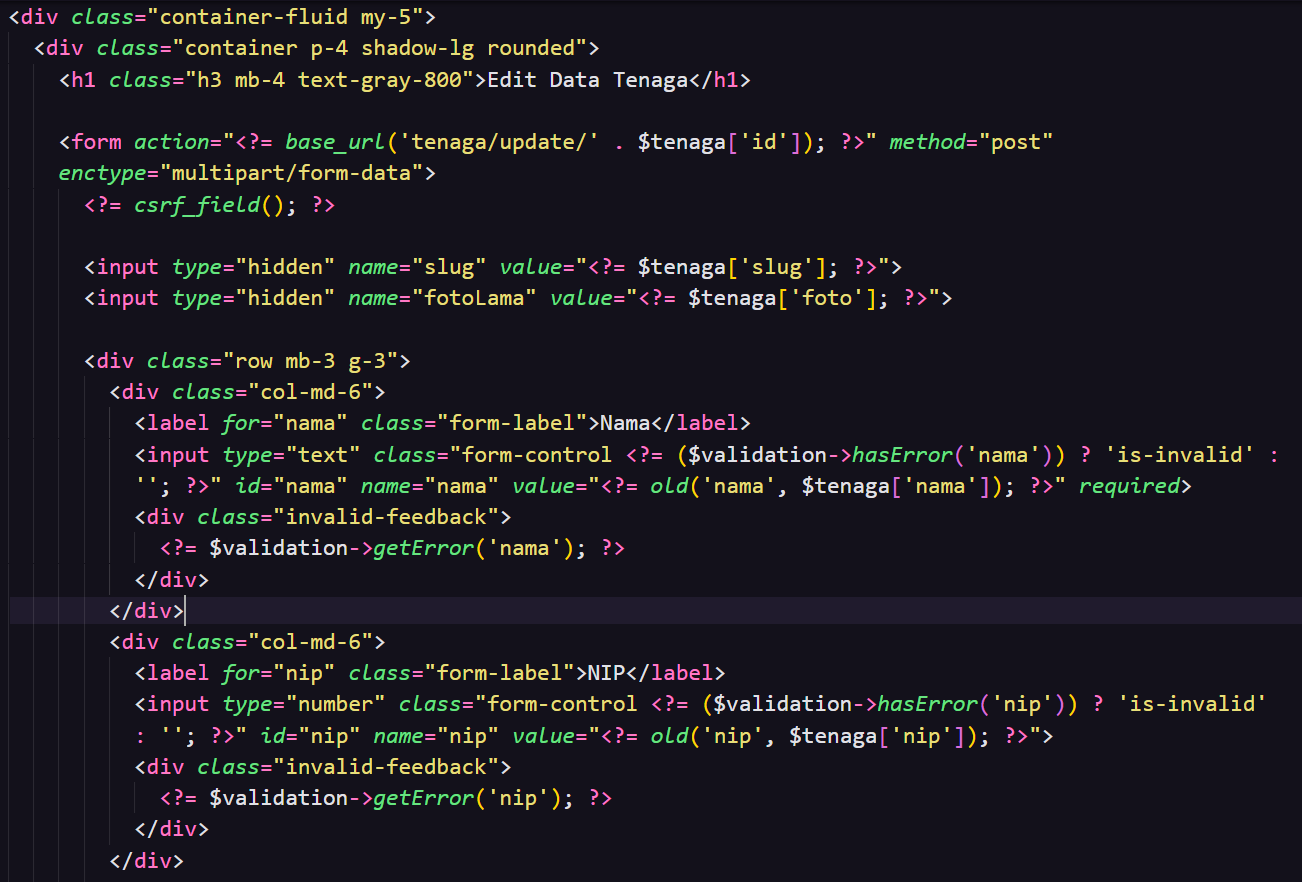 <div class="container-fluid my-5">
<div class="container p-4 shadow-lg rounded">
<h1 class="h3 mb-4 text-gray-800">Edit Data Tenaga</h1>
<form action="<?= base_url('tenaga/update/' . $tenaga['id']); ?>" method="post"
enctype="multipart/form-data">
<?= csrf_field(); ?>
<input type="hidden" name="slug" value="<?= $tenaga['slug']; ?>">
<input type="hidden" name="fotoLama" value="<?= $tenaga['foto']; ?>">
<div class="row mb-3 g-3">
<div class="col-md-6">
<label for="nama" class="form-label">Nama</label>
<input type="text" class="form-control <?= ($validation->hasError('nama')) ? 'is-invalid' :
''; ?>" id="nama" name="nama" value="<?= old('nama', $tenaga['nama']); ?>" required>
<div class="invalid-feedback">
<?= $validation->getError('nama'); ?>
</div>
</div>
<div class="col-md-6">
<label for="nip" class="form-label">NIP</label>
<input type="number" class="form-control <?= ($validation->hasError('nip')) ? 'is-invalid'
: ''; ?>" id="nip" name="nip" value="<?= old('nip', $tenaga['nip']); ?>">
<div class="invalid-feedback">
<?= $validation->getError('nip'); ?>
</div>
</div>